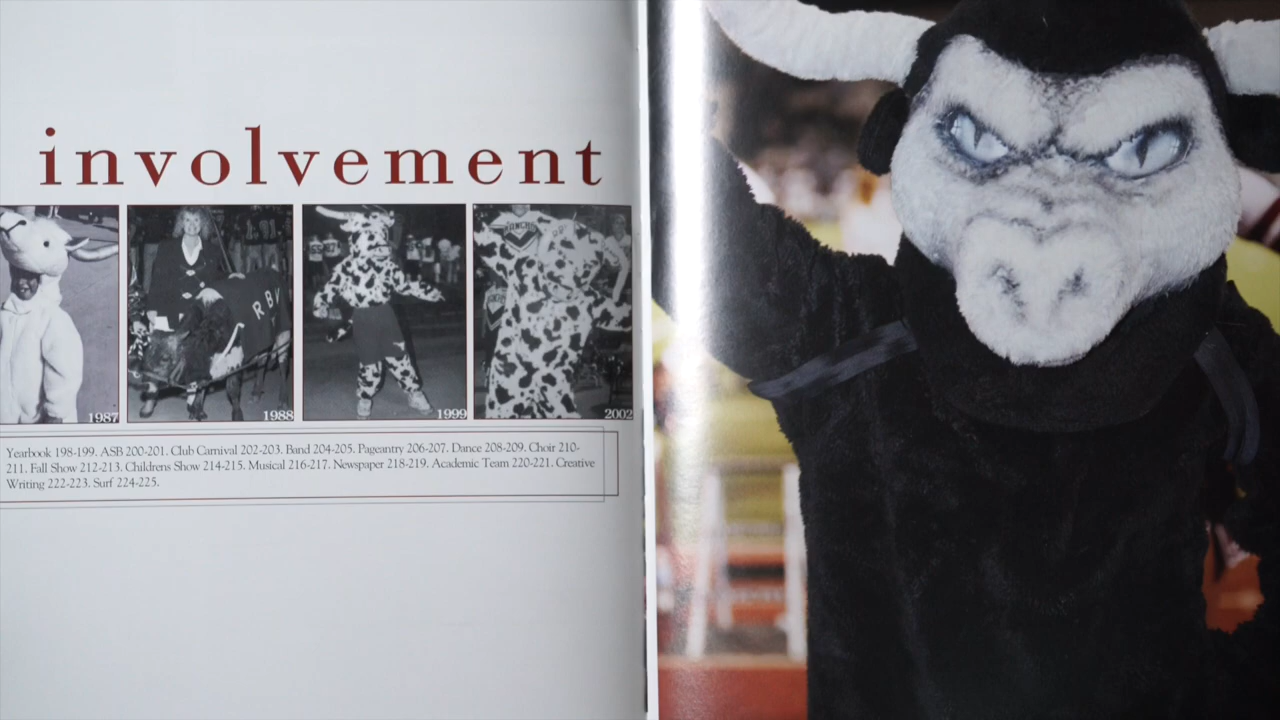 involvement
RBV
RANCHO
1987
1988
1999
2002
Yearbook 198-199. ASB 200-201. Club Carnival 202-203. Band 204-205. Pageantry 206-207. Dance 208-209. Choir 210-
211. Fall Show 212-213. Childrens Show 214-215. Musical 216-217. Newspaper 218-219. Academic Team 220-221. Creative
Writing 222-223. Surf 224-225.